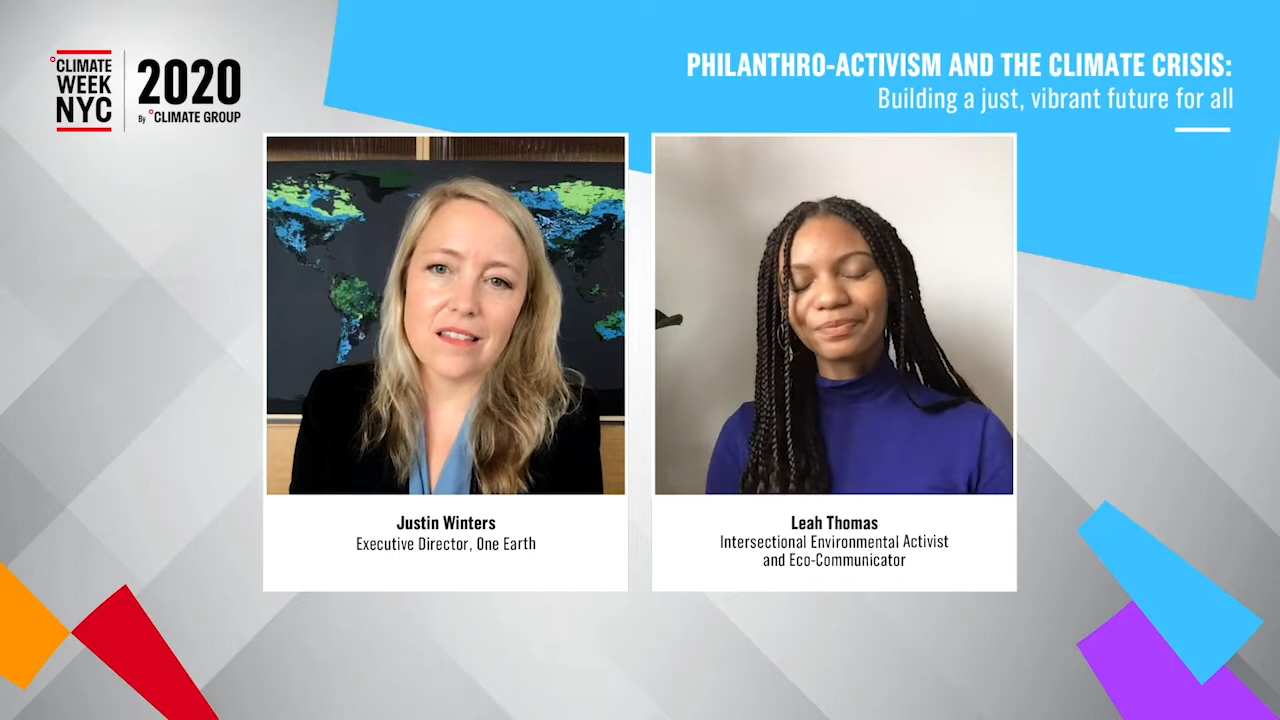 °CLIMATE
WEEK
NYC
2020
By °CLIMATE GROUP
PHILANTHRO-ACTIVISM AND THE CLIMATE CRISIS:
Building a just, vibrant future for all
Justin Winters
Executive Director, One Earth
Leah Thomas
Intersectional Environmental Activist
and Eco-Communicator